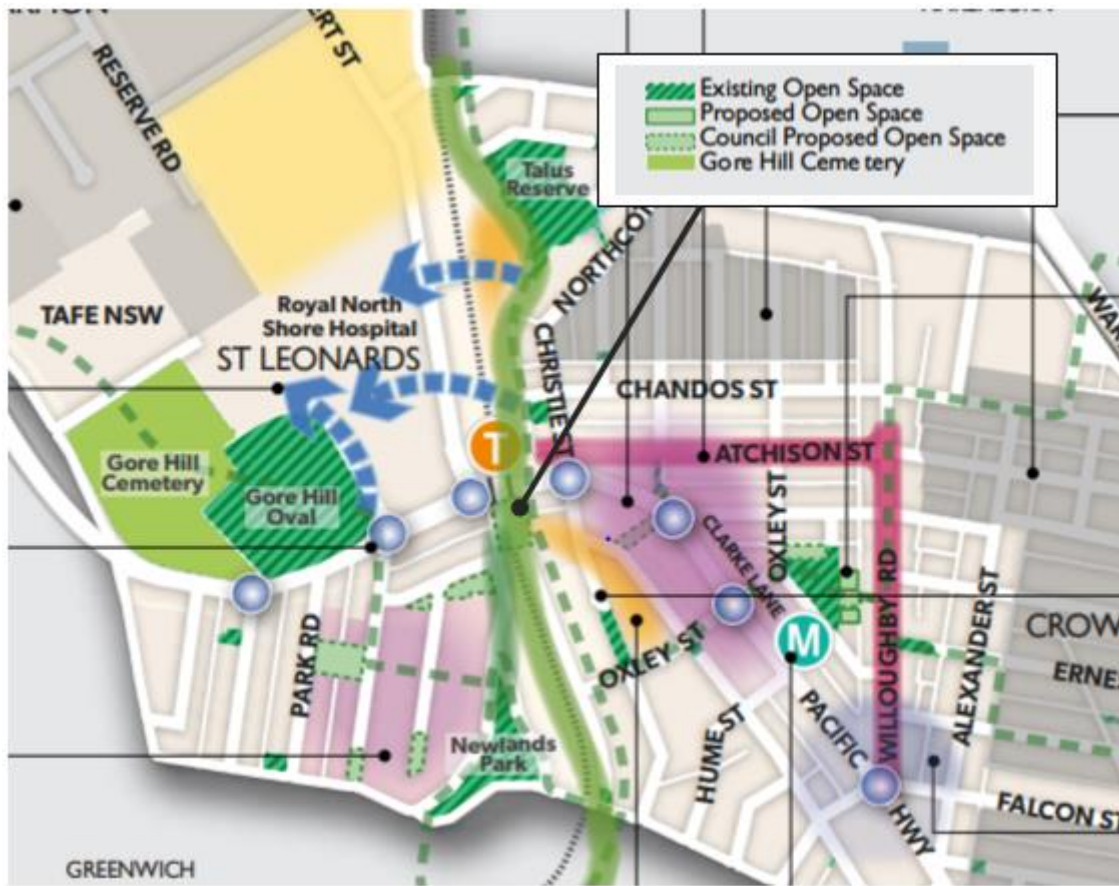 RESERVE RD
ERT ST
Existing Open Space
Proposed Open Space
Council Proposed Open Space
Gore Hill Cemetery
Talus
Reserve
NORTHCO
Royal North
Shore Hospital
ST LEONARDS
TAFE NSW
CHRISTIE ST
CHANDOS ST
T
ATCHISON ST
Gore Hill
Cemetery
Gore Hill
Oval
OXLEY ST
CLARKE LANE
WILLOUGHBY RD
ALEXANDER ST
M
CROW
ERNE
PARK RD
OXLEY ST
HUME ST
PACIFIC
HWY
Newlands
Park
FALCON ST
GREENWICH